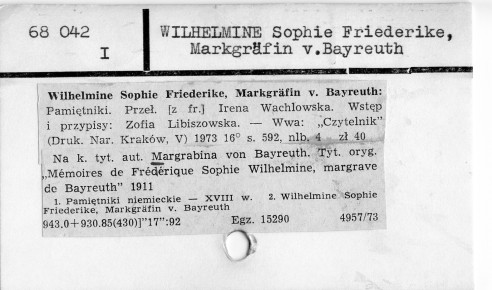 68 042
I
WILHELMINE Sophie Friederike,
Markgräfin v.Bayreuth
Wilhelmine Sophie Friederike, Markgräfin v. Bayreuth:
Pamiętniki. Przeł. [z fr.] Irena Wachlowska. Wstęp
i przypisy: Zofia Libiszowska. — Wwa: „Czytelnik"
(Druk. Nar. Kraków, V) 1973 16° s. 592, nlb. 4 zł 40
Na k. tyt. aut. Margrabina von Bayreuth. Tyt. oryg.
„Mémoires de Frédérique Sophie Wilhelmine, margrave
de Bayreuth" 1911
1. Pamiętniki niemieckie — XVIII w. 2. Wilhelmine Sophie
Friederike, Markgräfin v. Bayreuth
943.0+930.85(430)]"17":92 Egz. 15290 4957/73